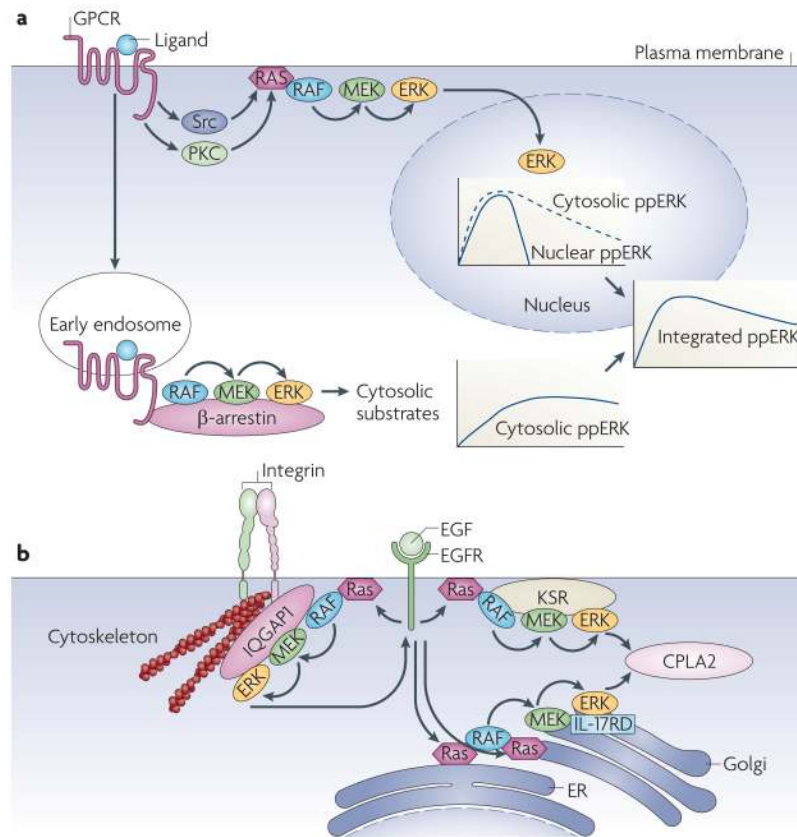 a
GPCR
Ligand
Plasma membrane
RAS
RAF
MEK
ERK
Src
PKC
ERK
Cytosolic ppERK
Nuclear ppERK
Nucleus
Integrated ppERK
Early endosome
RAF
MEK
ERK
β-arrestin
Cytosolic
substrates
Cytosolic ppERK
Integrin
b
EGF
EGFR
Ras
RAF
IQGAP1
MEK
ERK
Cytoskeleton
Ras
RAF
KSR
MEK
ERK
CPLA2
ERK
MEK
IL-17RD
RAF
Ras
Ras
Golgi
ER